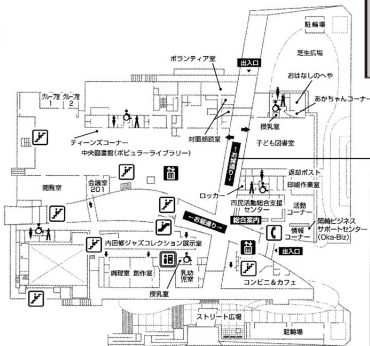 駐輪場
芝生広場
ボランティア室
出入口
おはなしのへや
グループ室
1
グループ室
2
あかちゃんコーナー
授乳室
対面朗読室
子ども図書室
ティーンズコーナー
中央図書館(ポピュラーライブラリー)
←お堀通り→
返却ポスト
印刷作業室
閲覧室
会議室
201
ロッカー
市民活動総合支援
センター
活動
コーナー
総合案内
←お堀通り→
情報
コーナー
岡崎ビジネス
サポートセンター
(Oka-Biz)
内田修ジャズコレクション展示室
出入口
調理室
創作室
乳幼
児室
コンビニ&カフェ
授乳室
ストリート広場
駐輪場